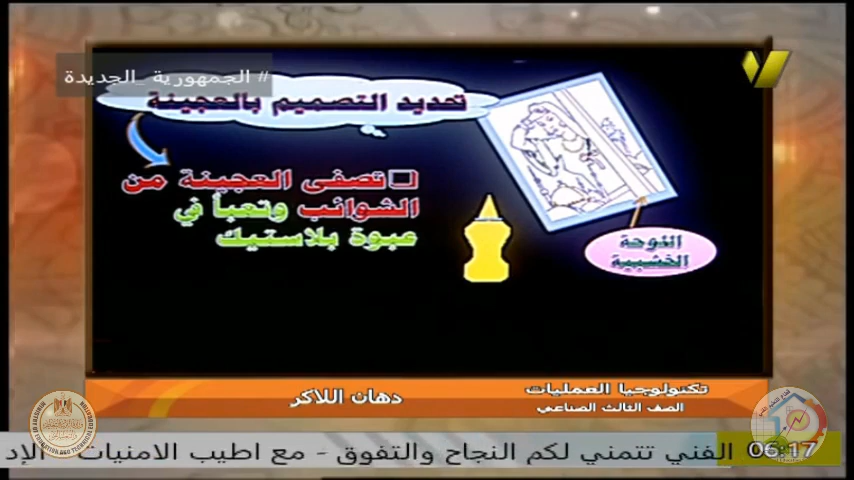 # الجمهورية_الجديدة
تحديد التصميم بالعجينة
تصفى العجينة من
الشوائب وتعبأ في
عبوة بلاستيك
اللوحة
الخشبية
تكنولوجيا العمليات
الصف الثالث الصناعي
دهان اللاكر
الفني تتمني لكم النجاح والتفوق - مع اطيب الامنيات - الإد
06:17